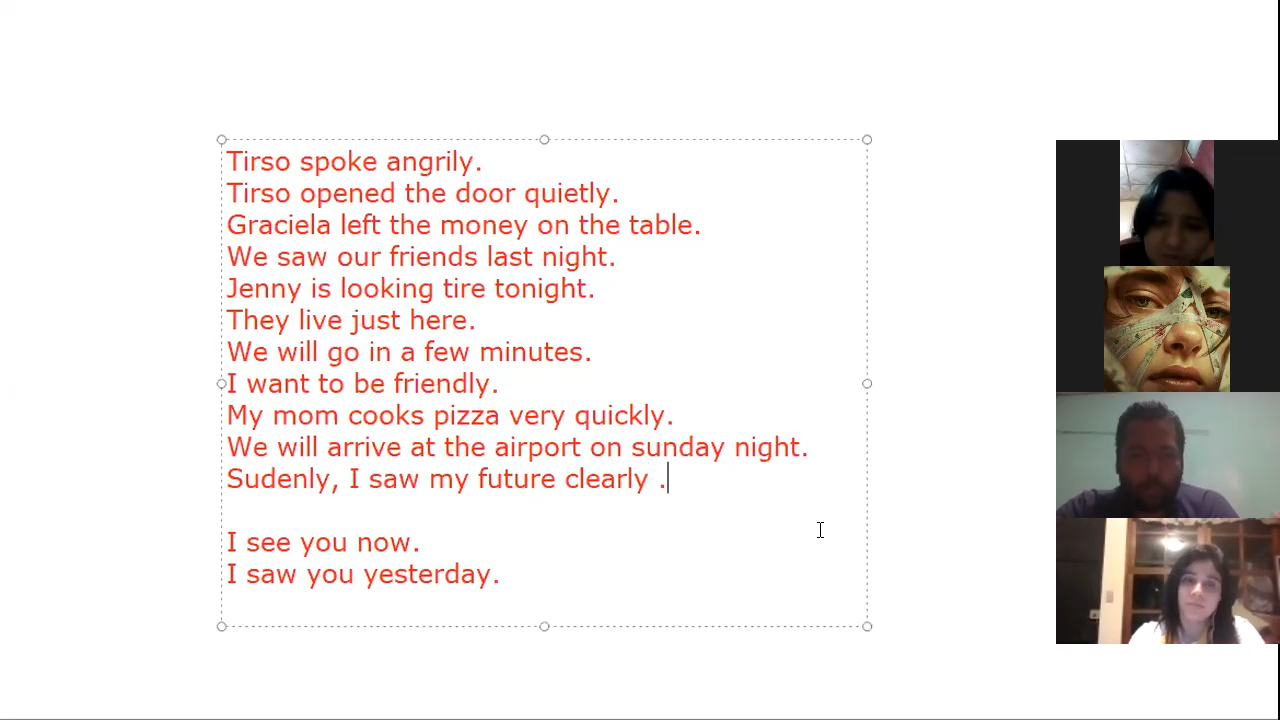 Tirso spoke angrily.
Tirso opened the door quietly.
Graciela left the money on the table.
We saw our friends last night.
Jenny is looking tire tonight.
They live just here.
We will go in a few minutes.
I want to be friendly.
My mom cooks pizza very quickly.
We will arrive at the airport on sunday night.
Sudenly, I saw my future clearly .
I see you now.
I saw you yesterday.